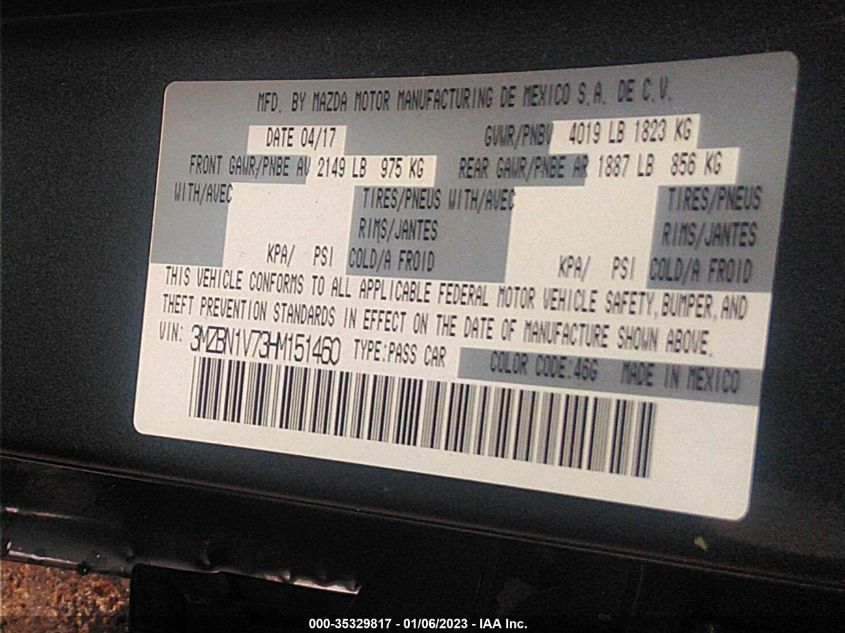 MFD. BY MAZDA MOTOR MANUFACTURING DE MEXICO S.A. DE C.V.
DATE 04/17 GVWR/PNBV 4019 LB 1823 KG
FRONT GAWR/PNBE AV 2149 LB 975 KG REAR GAWR/PNBE AR 1887 LB 856 KG
WITH/AVEC TIRES/PNEUS WITH/AVEC TIRES/PNEUS
RIMS/JANTES RIMS/JANTES
KPA/ PSI COLD/A FROID KPA/ PSI COLD/A FROID
THIS VEHICLE CONFORMS TO ALL APPLICABLE FEDERAL MOTOR VEHICLE SAFETY, BUMPER, AND
THEFT PREVENTION STANDARDS IN EFFECT ON THE DATE OF MANUFACTURE SHOWN ABOVE.
VIN: 3MZBN1V73HM151460 TYPE:PASS CAR COLOR CODE:46G MADE IN MEXICO
000-35329817 - 01/06/2023 - IAA Inc.